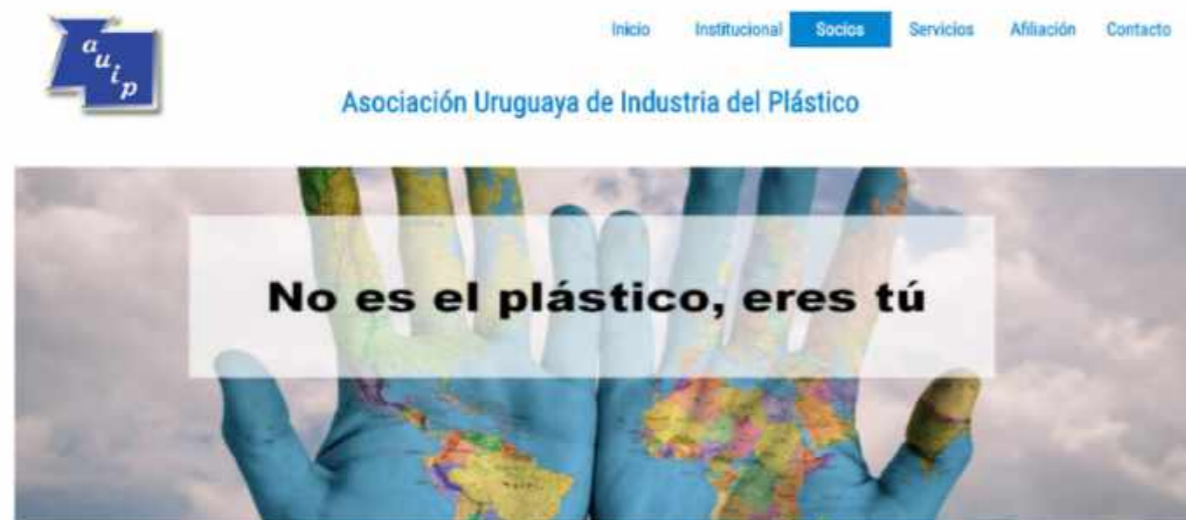 a
u
i
p
Inicio Institucional Socios Servicios Afiliación Contacto
Asociación Uruguaya de Industria del Plástico
No es el plástico, eres tú